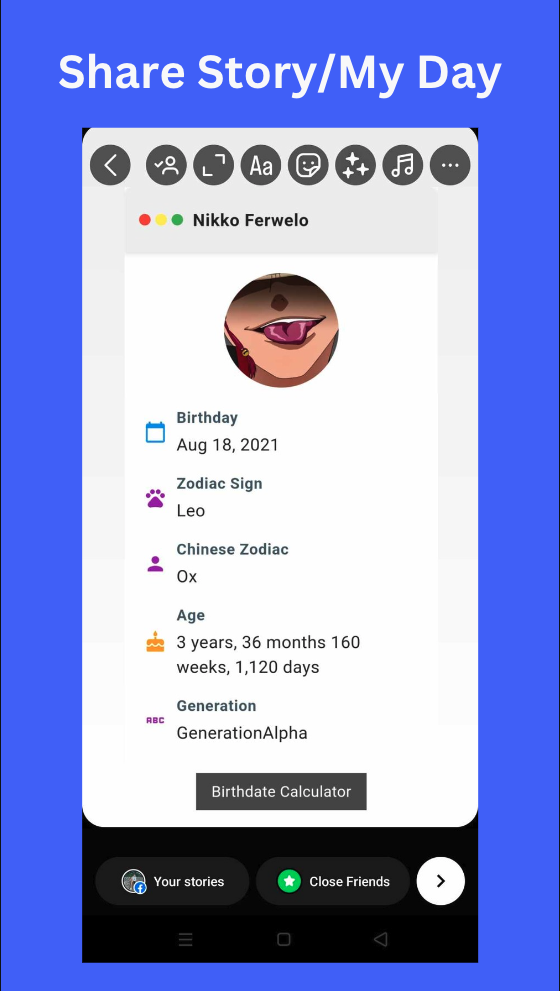 Share Story/My Day
Aa
Nikko Ferwelo
Birthday
Aug 18, 2021
Zodiac Sign
Leo
Chinese Zodiac
Ox
Age
3 years, 36 months 160
weeks, 1,120 days
Generation
ABC
GenerationAlpha
Birthdate Calculator
Your stories
Close Friends